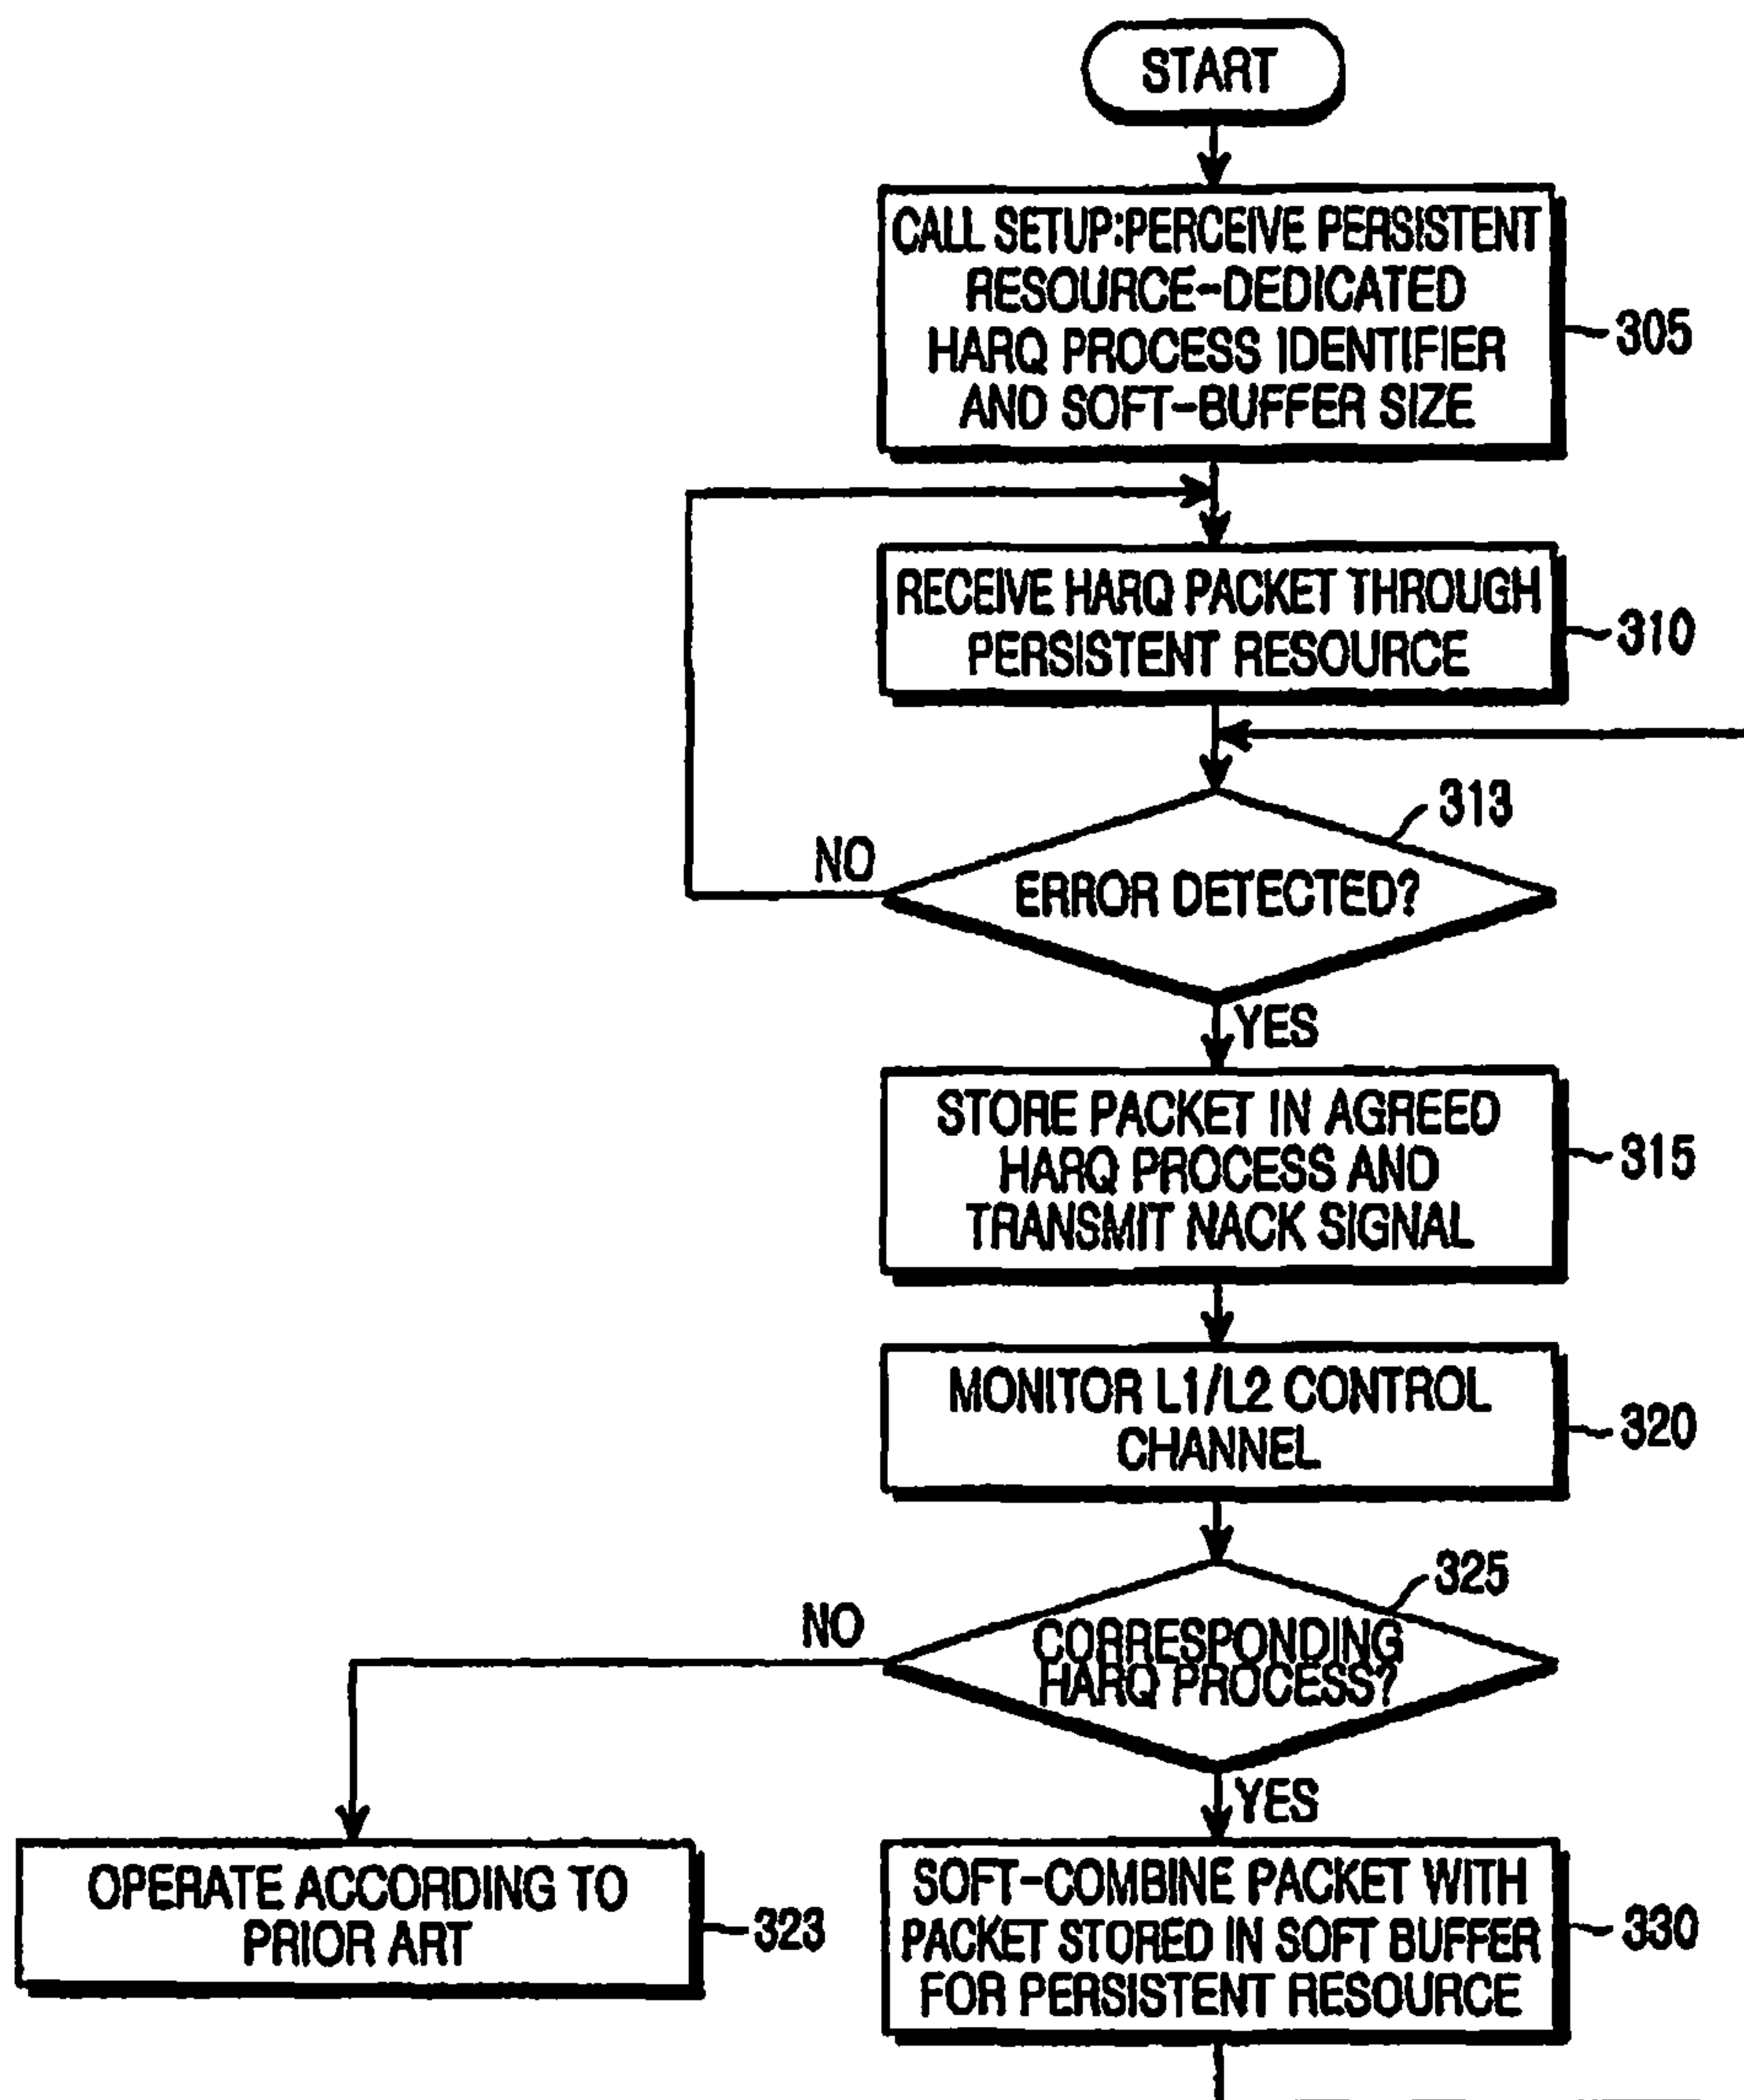 START
CALL SETUP:PERCEIVE PERSISTENT
RESOURCE-DEDICATED
HARQ PROCESS IDENTIFIER
AND SOFT-BUFFER SIZE
305
RECEIVE HARQ PACKET THROUGH
PERSISTENT RESOURCE
310
313
NO
ERROR DETECTED?
YES
STORE PACKET IN AGREED
HARQ PROCESS AND
TRANSMIT NACK SIGNAL
315
MONITOR L1/L2 CONTROL
CHANNEL
320
325
NO
CORRESPONDING
HARQ PROCESS?
YES
OPERATE ACCORDING TO
PRIOR ART
323
SOFT-COMBINE PACKET WITH
PACKET STORED IN SOFT BUFFER
FOR PERSISTENT RESOURCE
330